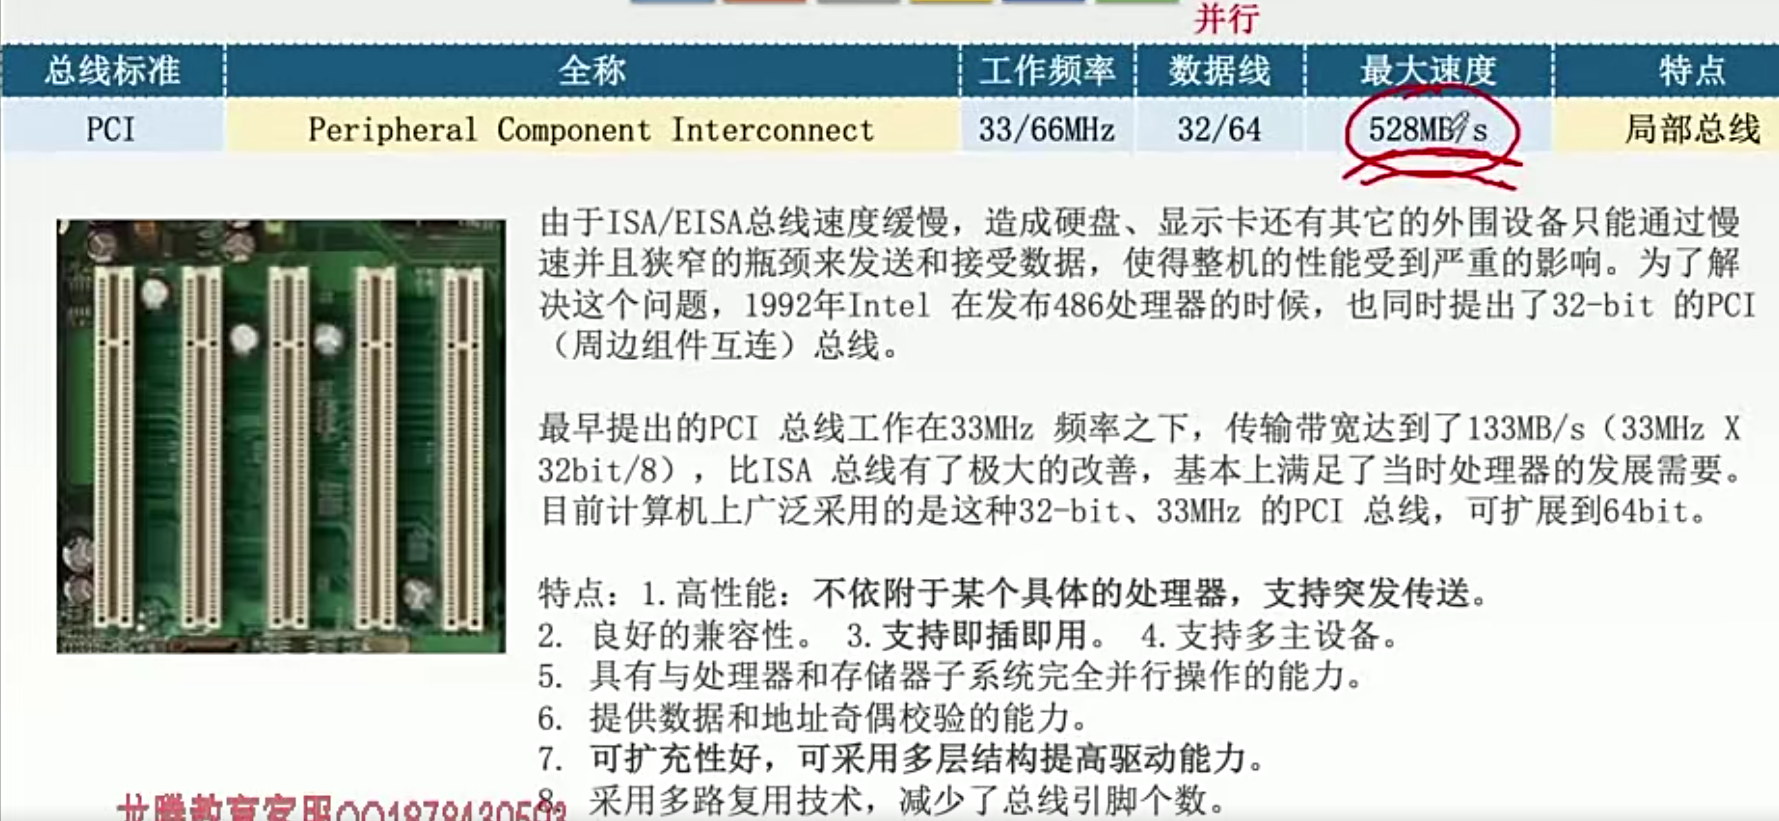 并行
总线标准 全称 工作频率 数据线 最大速度 特点
PCI Peripheral Component Interconnect 33/66MHz 32/64 528MB/s 局部总线
由于ISA/EISA总线速度缓慢，造成硬盘、显示卡还有其它的外围设备只能通过慢
速并且狭窄的瓶颈来发送和接受数据，使得整机的性能受到严重的影响。为了解
决这个问题，1992年Intel 在发布486处理器的时候，也同时提出了32-bit 的PCI
（周边组件互连）总线。
最早提出的PCI 总线工作在33MHz 频率之下，传输带宽达到了133MB/s（33MHz X
32bit/8），比ISA 总线有了极大的改善，基本上满足了当时处理器的发展需要。
目前计算机上广泛采用的是这种32-bit、33MHz 的PCI 总线，可扩展到64bit。
特点：1.高性能：不依附于某个具体的处理器，支持突发传送。
2. 良好的兼容性。 3.支持即插即用。 4.支持多主设备。
5. 具有与处理器和存储器子系统完全并行操作的能力。
6. 提供数据和地址奇偶校验的能力。
7. 可扩充性好，可采用多层结构提高驱动能力。
8. 采用多路复用技术，减少了总线引脚个数。
龙腾教育客服QQ1878430503